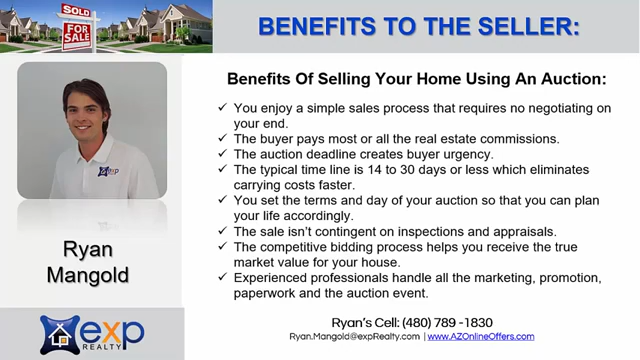 SOLD
FOR
SALE
BENEFITS TO THE SELLER:
exp
Ryan
Mangold
exp
REALTY
Benefits Of Selling Your Home Using An Auction:
✓ You enjoy a simple sales process that requires no negotiating on
your end.
✓ The buyer pays most or all the real estate commissions.
✓ The auction deadline creates buyer urgency.
✓ The typical time line is 14 to 30 days or less which eliminates
carrying costs faster.
✓ You set the terms and day of your auction so that you can plan
your life accordingly.
✓ The sale isn't contingent on inspections and appraisals.
✓ The competitive bidding process helps you receive the true
market value for your house.
✓ Experienced professionals handle all the marketing, promotion,
paperwork and the auction event.
Ryan's Cell: (480) 789 -1830
Ryan.Mangold@expRealty.com | www.AZOnlineOffers.com